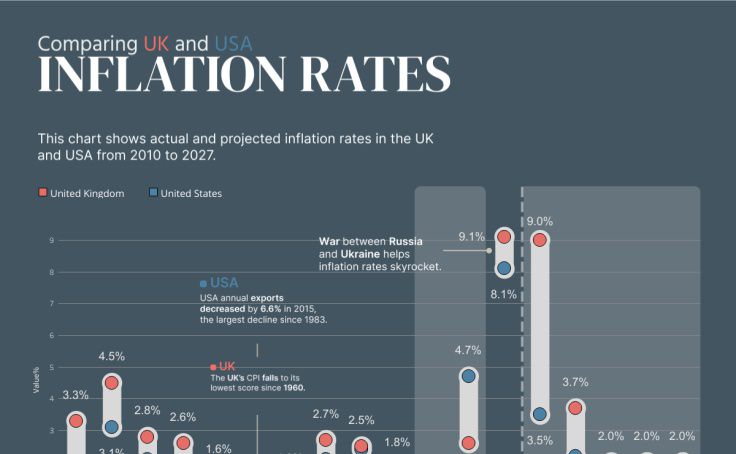 Comparing UK and USA
INFLATION RATES
This chart shows actual and projected inflation rates in the UK
and USA from 2010 to 2027.
United Kingdom
United States
War between Russia
and Ukraine helps
inflation rates skyrocket.
USA
USA annual exports
decreased by 6.6% in 2015,
the largest decline since 1983.
UK
The UK's CPI falls to its
lowest score since 1960.
Value%
9
8
7
6
5
4
3
3.3%
4.5%
3.1%
2.8%
2.6%
1.6%
2.7%
2.5%
1.8%
4.7%
9.1%
8.1%
9.0%
3.5%
3.7%
2.0%
2.0%
2.0%